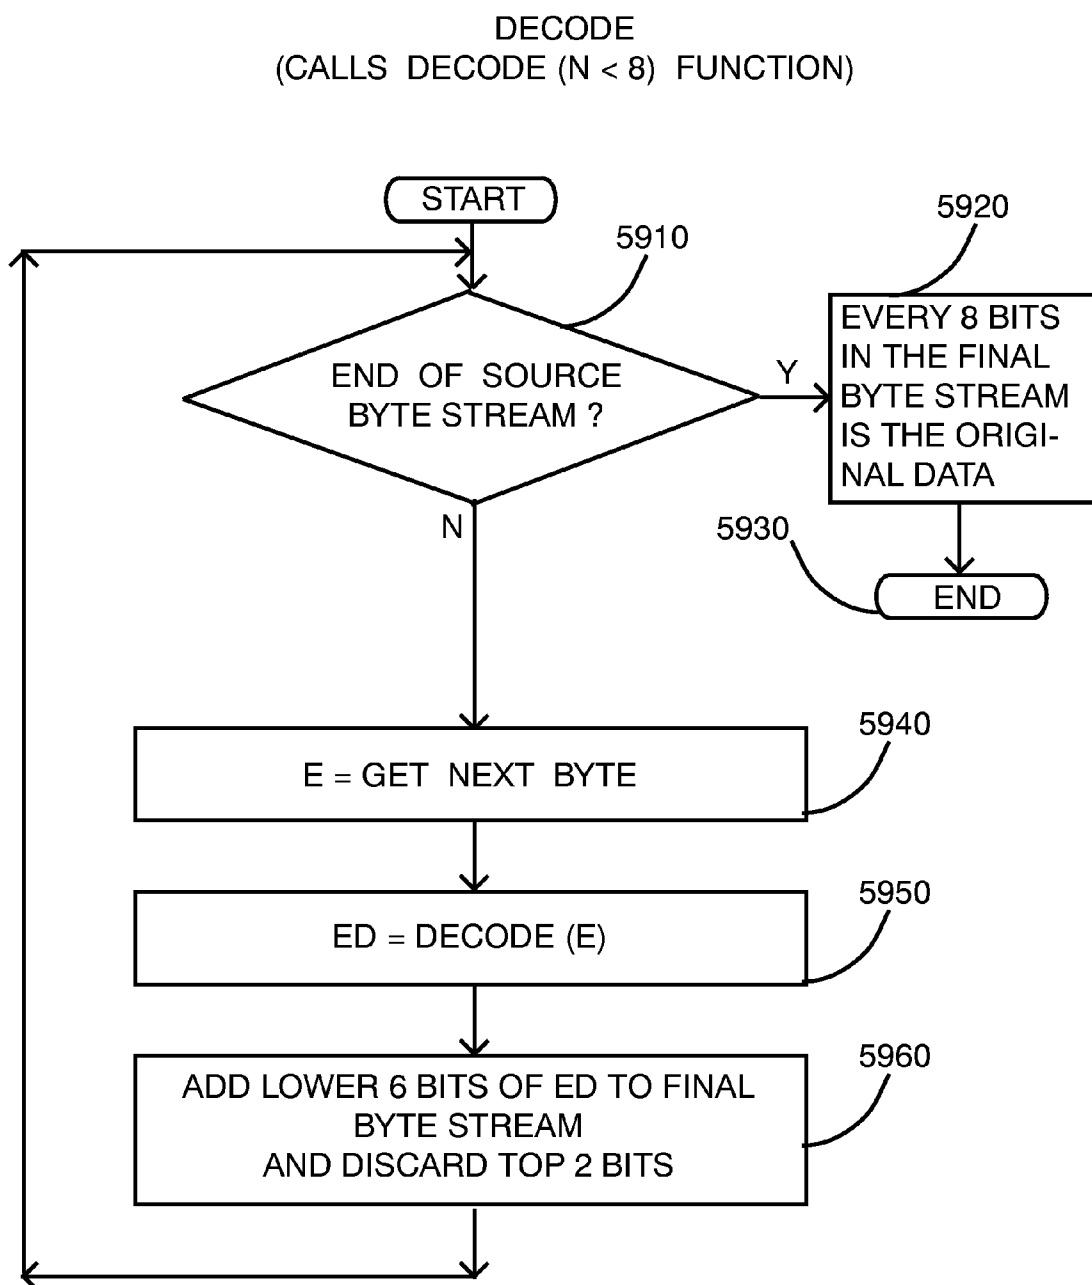 DECODE
(CALLS DECODE (N < 8) FUNCTION)
START
5910
5920
END OF SOURCE
BYTE STREAM ?
Y
EVERY 8 BITS
IN THE FINAL
BYTE STREAM
IS THE ORIGI-
NAL DATA
N
5930
END
5940
E = GET NEXT BYTE
5950
ED = DECODE (E)
5960
ADD LOWER 6 BITS OF ED TO FINAL
BYTE STREAM
AND DISCARD TOP 2 BITS